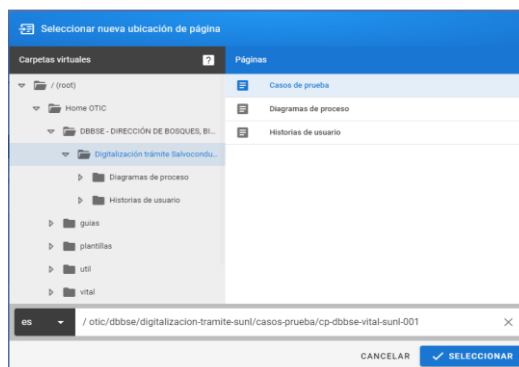 Seleccionar nueva ubicación de página
Carpetas virtuales ?
/ (root)
Home OTIC
DBBSE - DIRECCIÓN DE BOSQUES, BI...
Digitalización trámite Salvocondu...
Diagramas de proceso
Historias de usuario
guias
plantillas
util
vital
Páginas
Casos de prueba
Diagramas de proceso
Historias de usuario
es
/ otic/dbbse/digitalizacion-tramite-sunl/casos-prueba/cp-dbbse-vital-sunl-001
CANCELAR
SELECCIONAR